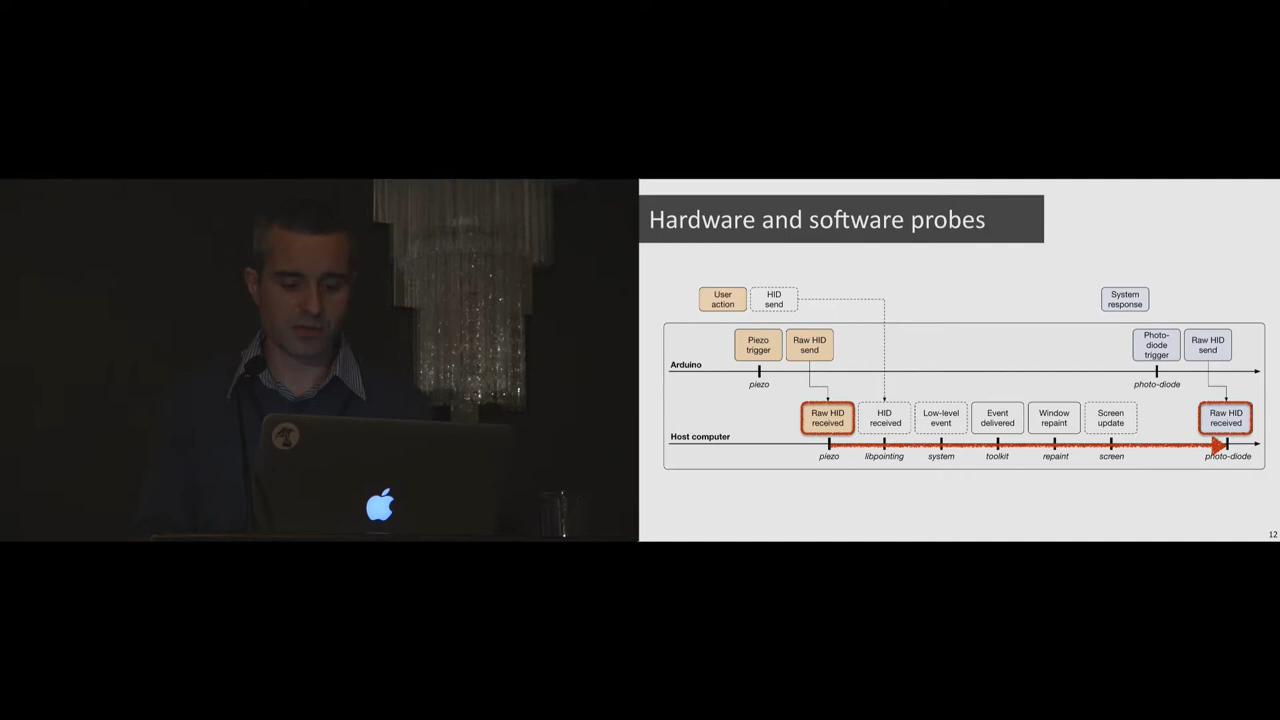 Hardware and software probes
User
action
HID
send
System
response
Piezo
trigger
Raw HID
send
Photo-
diode
trigger
Raw HID
send
Arduino
piezo
photo-diode
Raw HID
received
HID
received
Low-level
event
Event
delivered
Window
repaint
Screen
update
Raw HID
received
Host computer
piezo
libpointing
system
toolkit
repaint
screen
photo-diode
12